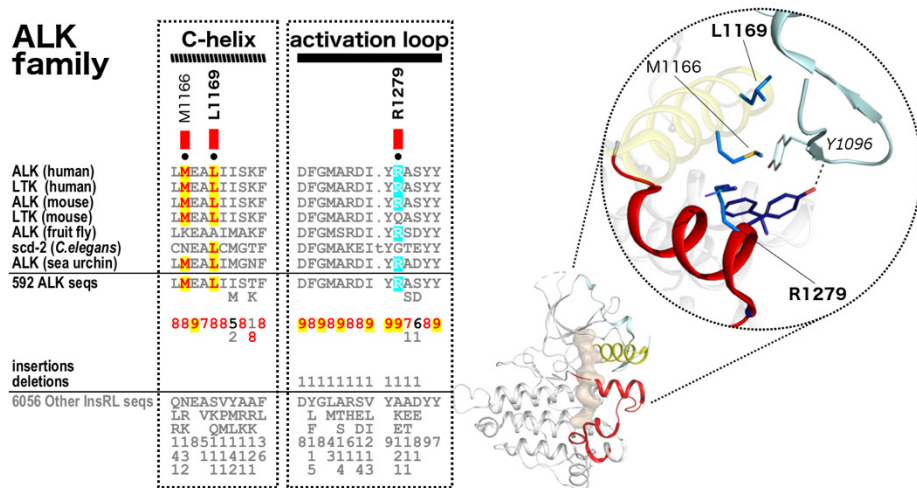 ALK
family
C-helix
activation loop
M1166
L1169
R1279
ALK (human) LMEALIISKF DFGMARDI.YRASYY
LTK (human) LMEALIISKF DFGMARDI.YRASYY
ALK (mouse) LMEALIISKF DFGMARDI.YRASYY
LTK (mouse) LMEALIISKF DFGMARDI.YQASYY
ALK (fruit fly) LKEAAIMAKF DFGMSRDI.YRSDYY
scd-2 (C.elegans) CNEALCMGTF DFGMAKEItYGTEYY
ALK (sea urchin) LMEALIMGNF DFGMARDI.YRADYY
592 ALK seqs LMEALIISTF DFGMSRDI.YRASYY
M K SD
8897885818 98989889 997689
2 8 11
insertions
deletions 11111111 1111
6056 Other InsRL seqs QNEASVYAAF DYGLARSV YAADYY
LR VKPMRRL L MTHEL KEE
RK QMLKK F S DI ET
1185111113 81841612 911897
43 1114126 1 31111 211
12 11211 5 4 43 11
L1169
M1166
Y1096
R1279